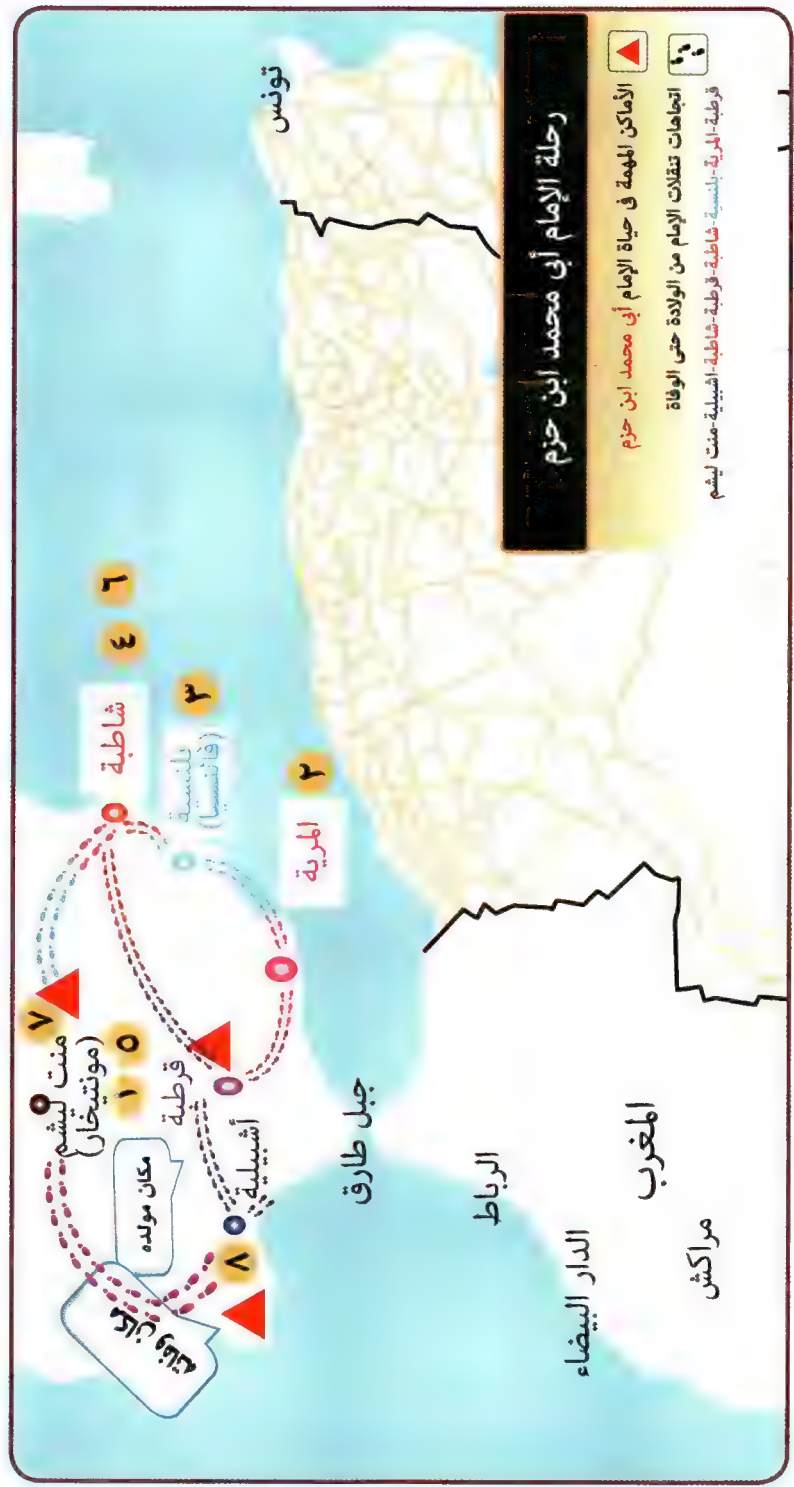 رحلة الإمام أبي محمد ابن حزم
الأماكن المهمة في حياة الإمام أبي محمد ابن حزم
اتجاهات تنقلات الإمام من الولادة حتى الوفاة
قرطبة-المرية-بلنسية-شاطبة-قرطبة-شاطبة-اشبيلية-منت ليشم
تونس
٤ ٦
شاطبة
٣
بلنسية
(فالنسيا)
٢
المرية
٧
منت ليشم
(مونتيخار)
١ ٥
قرطبة
مكان مولده
أشبيلية
٨
مكان وفاته
جبل طارق
الرباط
المغرب
الدار البيضاء
مراكش